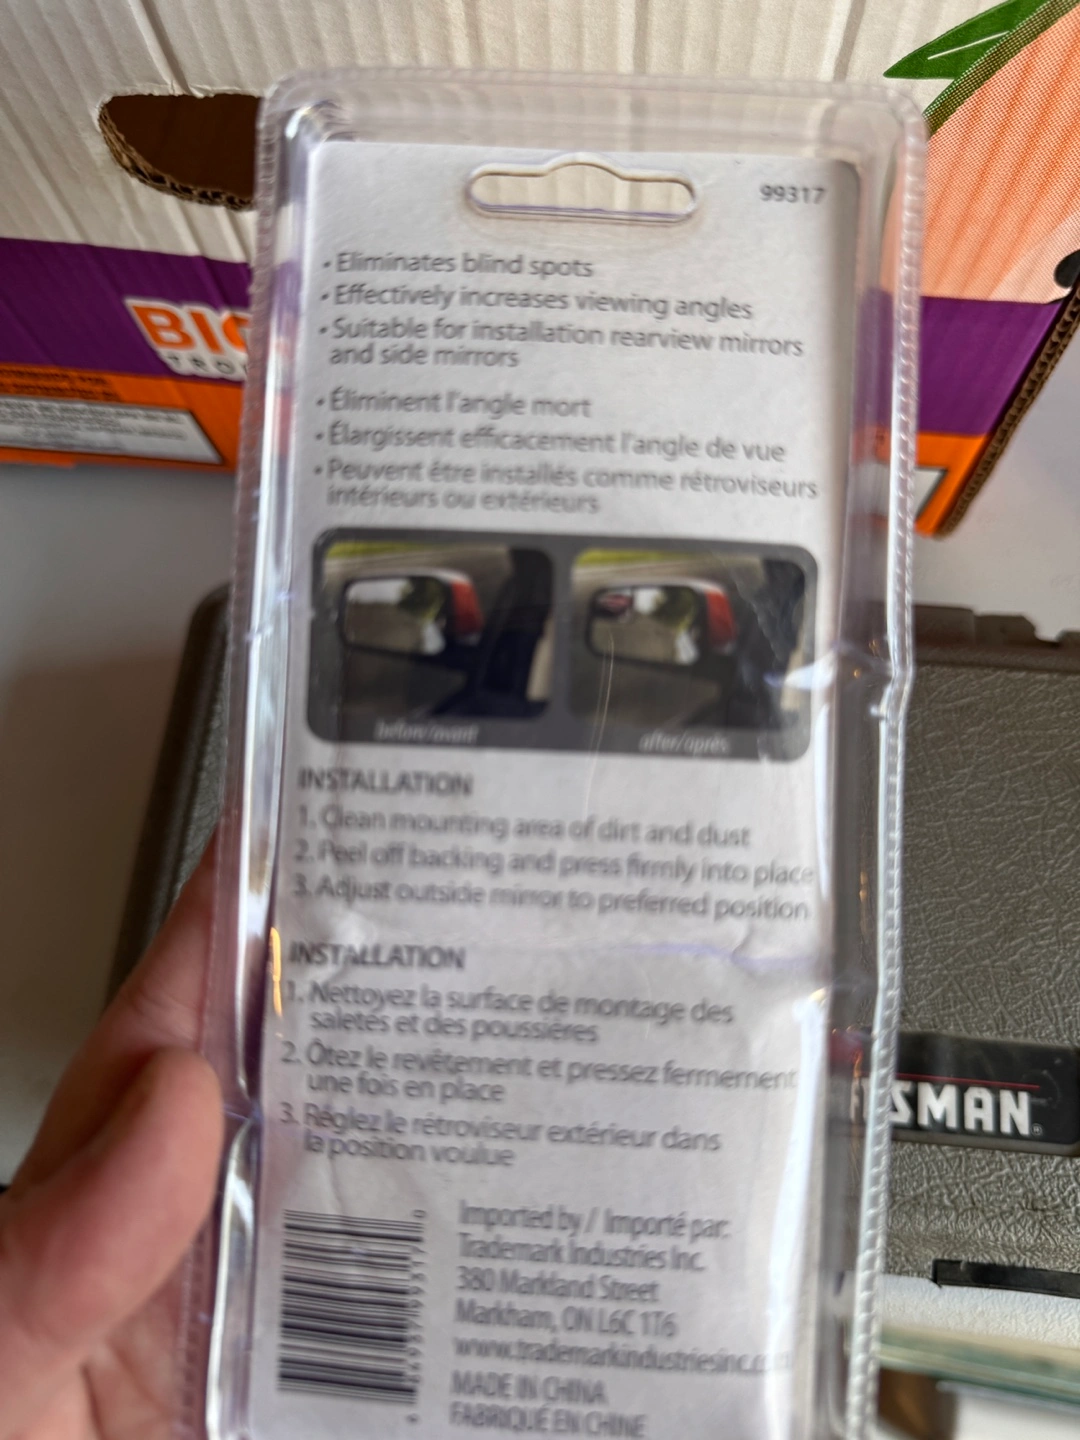 99317
• Eliminates blind spots
• Effectively increases viewing angles
• Suitable for installation rearview mirrors
and side mirrors
• Éliminent l'angle mort
• Élargissent efficacement l'angle de vue
• Peuvent être installés comme rétroviseurs
intérieurs ou extérieurs
before/avant
after/après
INSTALLATION
1. Clean mounting area of dirt and dust
2. Peel off backing and press firmly into place
3. Adjust outside mirror to preferred position
INSTALLATION
1. Nettoyez la surface de montage des
saletés et des poussières
2. Ôtez le revêtement et pressez fermement
une fois en place
3. Réglez le rétroviseur extérieur dans
la position voulue
Imported by / Importé par:
Trademark Industries Inc.
380 Markland Street
Markham, ON L6C 1T6
www.trademarkindustriesinc.com
MADE IN CHINA
FABRIQUÉ EN CHINE
BIG
SMAN